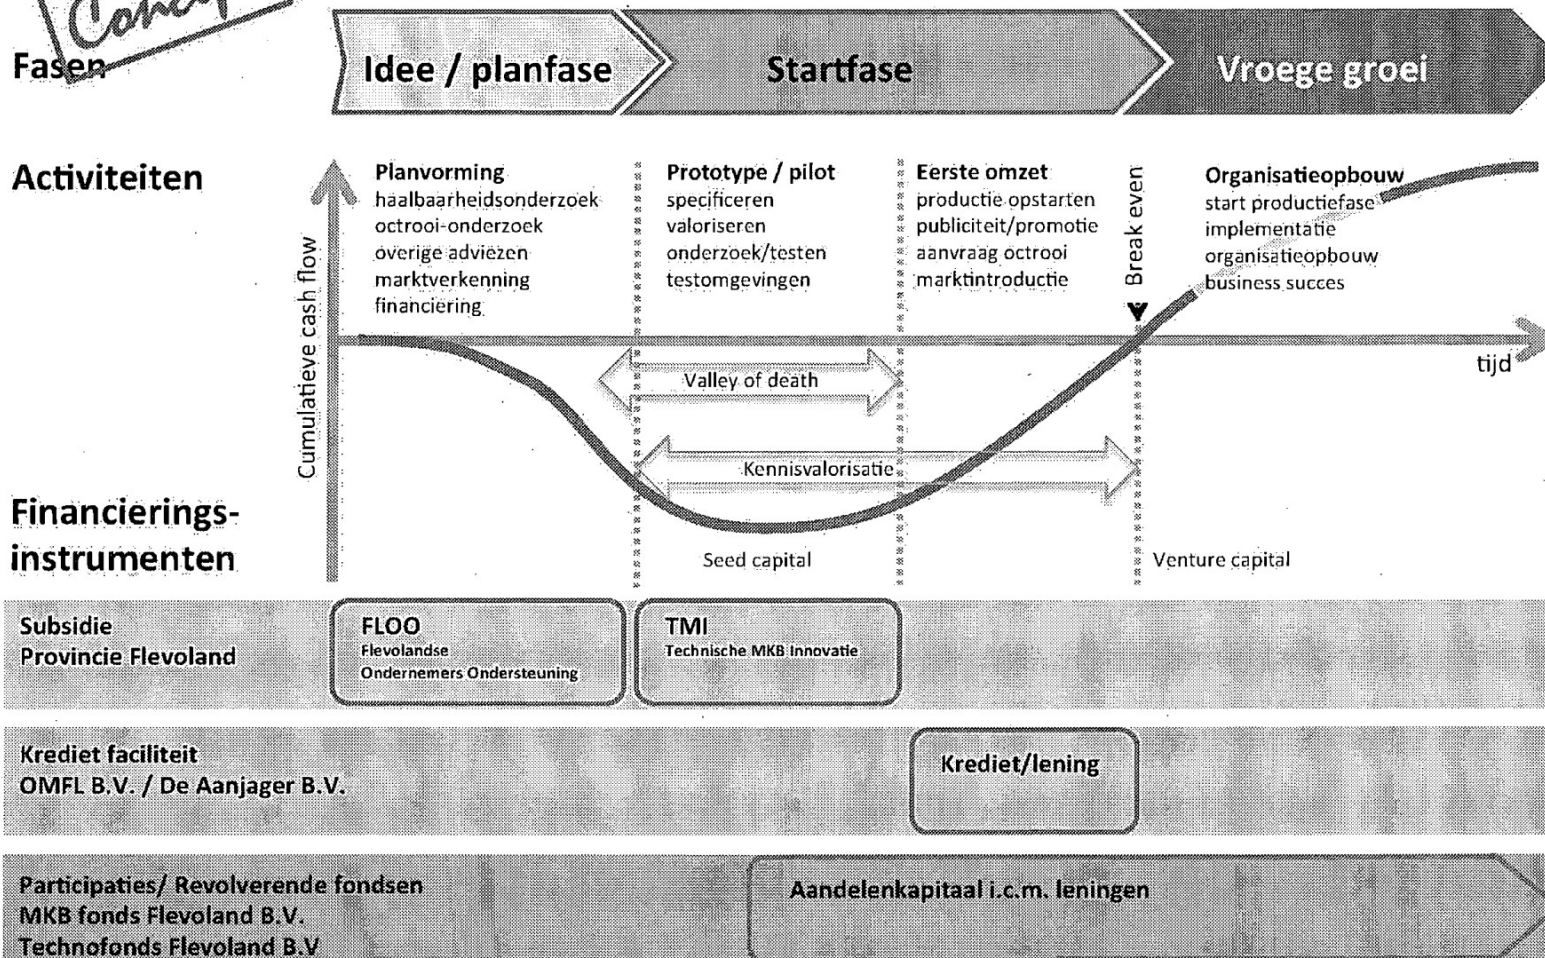 Fasen
Idee / planfase
Startfase
Vroege groei
Activiteiten
Cumulatieve cash flow
Planvorming
haalbaarheidsonderzoek
octrooi-onderzoek
overige adviezen
marktverkenning
financiering
Prototype / pilot
specificeren
valoriseren
onderzoek/testen
testomgevingen
Eerste omzet
productie opstarten
publiciteit/promotie
aanvraag octrooi
marktintroductie
Break even
Organisatieopbouw
start productiefase
implementatie
organisatieopbouw
business succes
tijd
Valley of death
Kennisvalorisatie
Financierings-
instrumenten
Seed capital
Venture capital
Subsidie
Provincie Flevoland
FLOO
Flevolandse
Ondernemers Ondersteuning
TMI
Technische MKB Innovatie
Krediet faciliteit
OMFL B.V. / De Aanjager B.V.
Krediet/lening
Participaties/ Revolverende fondsen
MKB fonds Flevoland B.V.
Technofonds Flevoland B.V
Aandelenkapitaal i.c.m. leningen